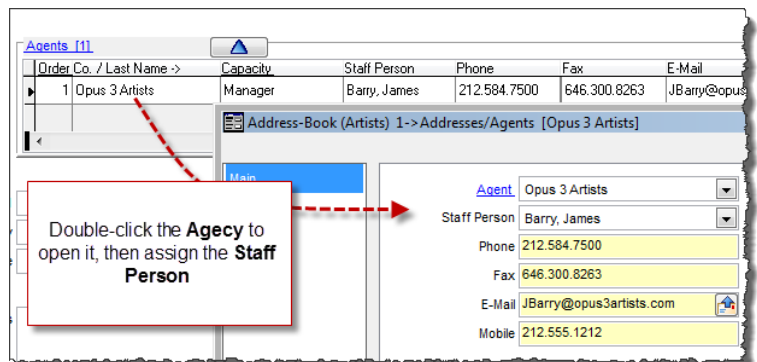 Agents [1]
Order Co. / Last Name -> Capacity Staff Person Phone Fax E-Mail
1 Opus 3 Artists Manager Barry, James 212.584.7500 646.300.8263 JBarry@opus
Address-Book (Artists) 1->Addresses/Agents [Opus 3 Artists]
Main
Agent Opus 3 Artists
Staff Person Barry, James
Phone 212.584.7500
Fax 646.300.8263
E-Mail JBarry@opus3artists.com
Mobile 212.555.1212
Double-click the Agecy to
open it, then assign the Staff
Person